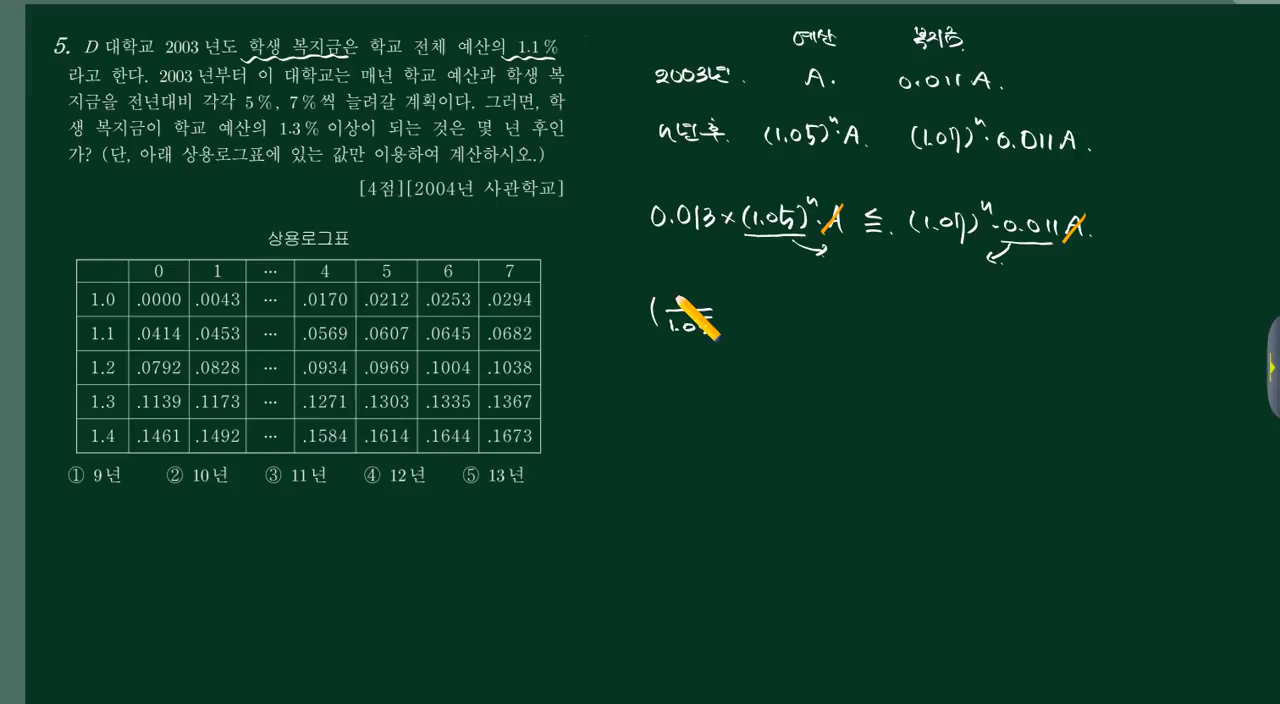 5. D 대학교 2003 년도 학생 복지금은 학교 전체 예산의 1.1 %
라고 한다. 2003 년부터 이 대학교는 매년 학교 예산과 학생 복
지금을 전년대비 각각 5 %, 7 % 씩 늘려갈 계획이다. 그러면, 학
생 복지금이 학교 예산의 1.3 % 이상이 되는 것은 몇 년 후인
가? (단, 아래 상용로그표에 있는 값만 이용하여 계산하시오.)
[4점][2004년 사관학교]
상용로그표
0 1 ⋯ 4 5 6 7
1.0 .0000 .0043 ⋯ .0170 .0212 .0253 .0294
1.1 .0414 .0453 ⋯ .0569 .0607 .0645 .0682
1.2 .0792 .0828 ⋯ .0934 .0969 .1004 .1038
1.3 .1139 .1173 ⋯ .1271 .1303 .1335 .1367
1.4 .1461 .1492 ⋯ .1584 .1614 .1644 .1673
① 9년 ② 10년 ③ 11년 ④ 12년 ⑤ 13년
예산 복지금
2003년. A. 0.011 A.
n년 후. (1.05)ⁿ·A. (1.07)ⁿ·0.011A.
0.013 × (1.05)ⁿ·A ≦ (1.07)ⁿ·0.011A.
(
1.05